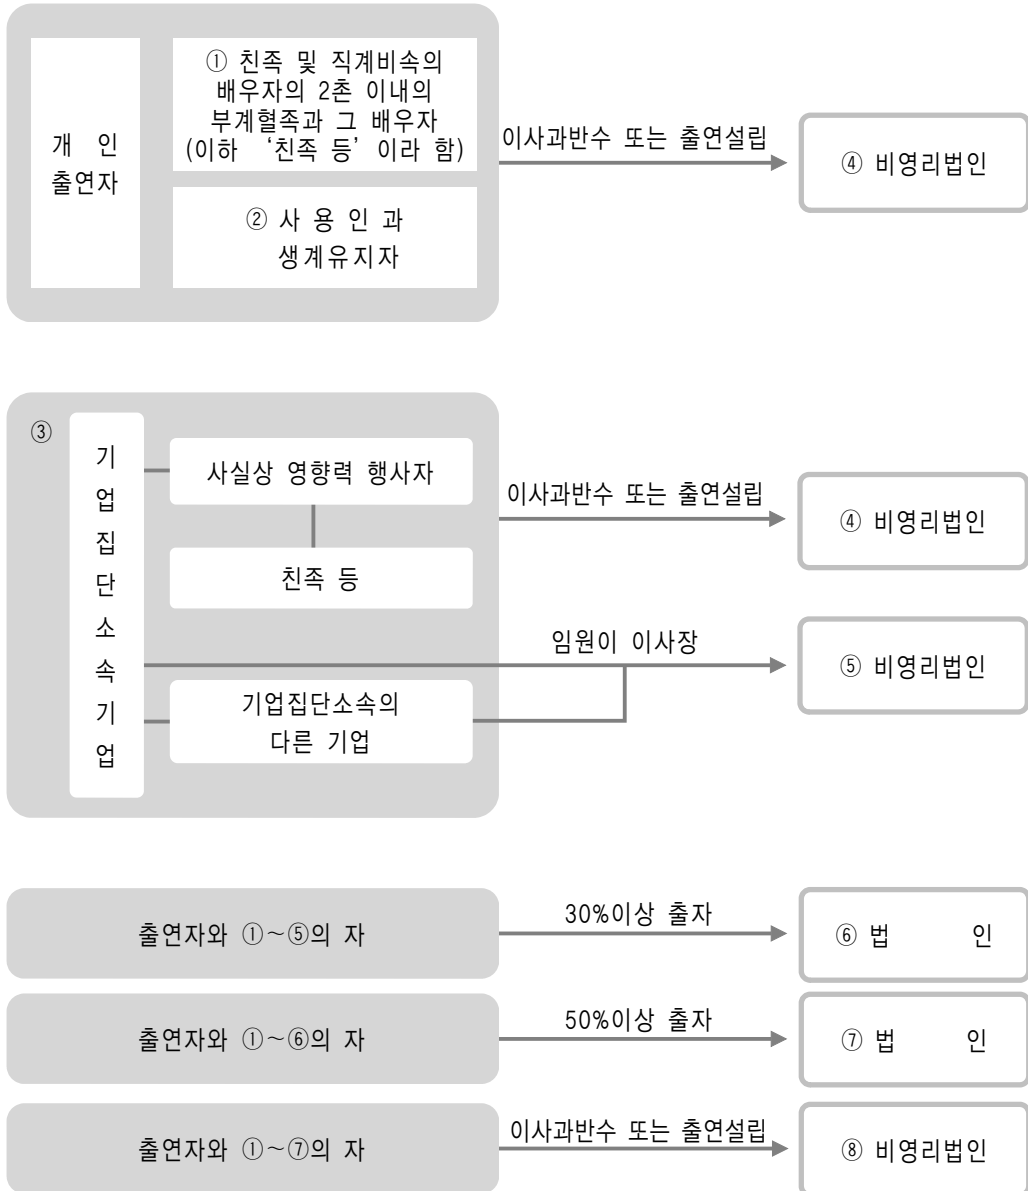 ① 친족 및 직계비속의
배우자의 2촌 이내의
부계혈족과 그 배우자
(이하 ‘친족 등’이라 함)
개 인
출연자
② 사 용 인 과
생계유지자
이사과반수 또는 출연설립
④ 비영리법인
③
기
업
집
단
소
속
기
업
사실상 영향력 행사자
친족 등
기업집단소속의
다른 기업
이사과반수 또는 출연설립
④ 비영리법인
임원이 이사장
⑤ 비영리법인
출연자와 ①~⑤의 자
30%이상 출자
⑥ 법 인
출연자와 ①~⑥의 자
50%이상 출자
⑦ 법 인
출연자와 ①~⑦의 자
이사과반수 또는 출연설립
⑧ 비영리법인